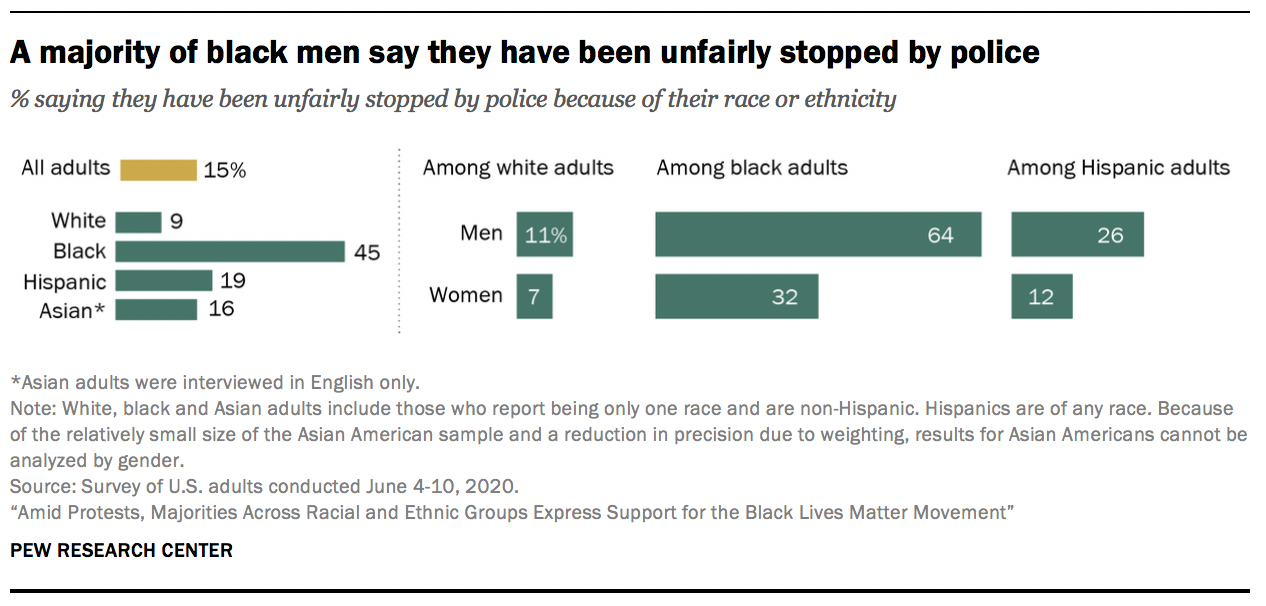 A majority of black men say they have been unfairly stopped by police
% saying they have been unfairly stopped by police because of their race or ethnicity
All adults 15%
White 9
Black 45
Hispanic 19
Asian* 16
Among white adults Among black adults Among Hispanic adults
Men 11% 64 26
Women 7 32 12
*Asian adults were interviewed in English only.
Note: White, black and Asian adults include those who report being only one race and are non-Hispanic. Hispanics are of any race. Because
of the relatively small size of the Asian American sample and a reduction in precision due to weighting, results for Asian Americans cannot be
analyzed by gender.
Source: Survey of U.S. adults conducted June 4-10, 2020.
“Amid Protests, Majorities Across Racial and Ethnic Groups Express Support for the Black Lives Matter Movement”
PEW RESEARCH CENTER